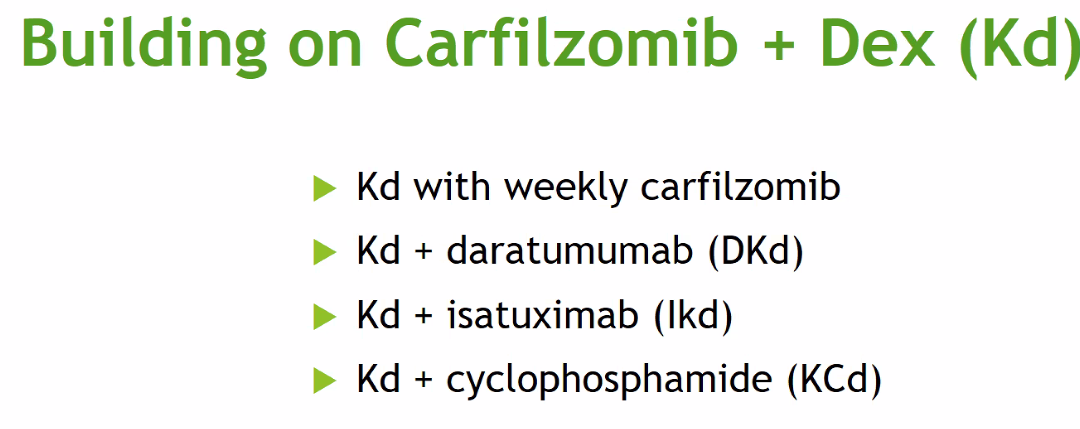 Building on Carfilzomib + Dex (Kd)
Kd with weekly carfilzomib
Kd + daratumumab (DKd)
Kd + isatuximab (Ikd)
Kd + cyclophosphamide (KCd)